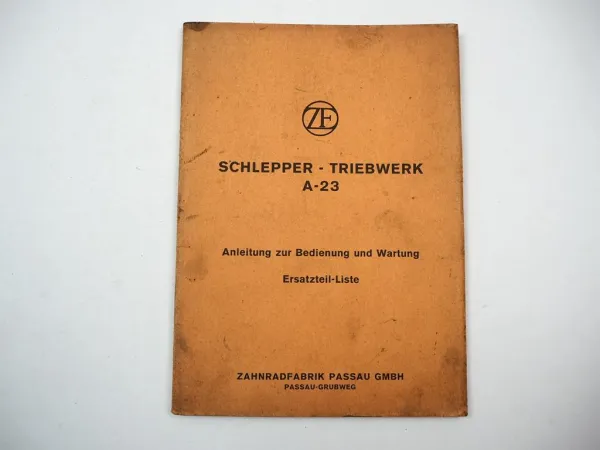 ZF
SCHLEPPER - TRIEBWERK
A-23
Anleitung zur Bedienung und Wartung
Ersatzteil-Liste
ZAHNRADFABRIK PASSAU GMBH
PASSAU-GRUBWEG